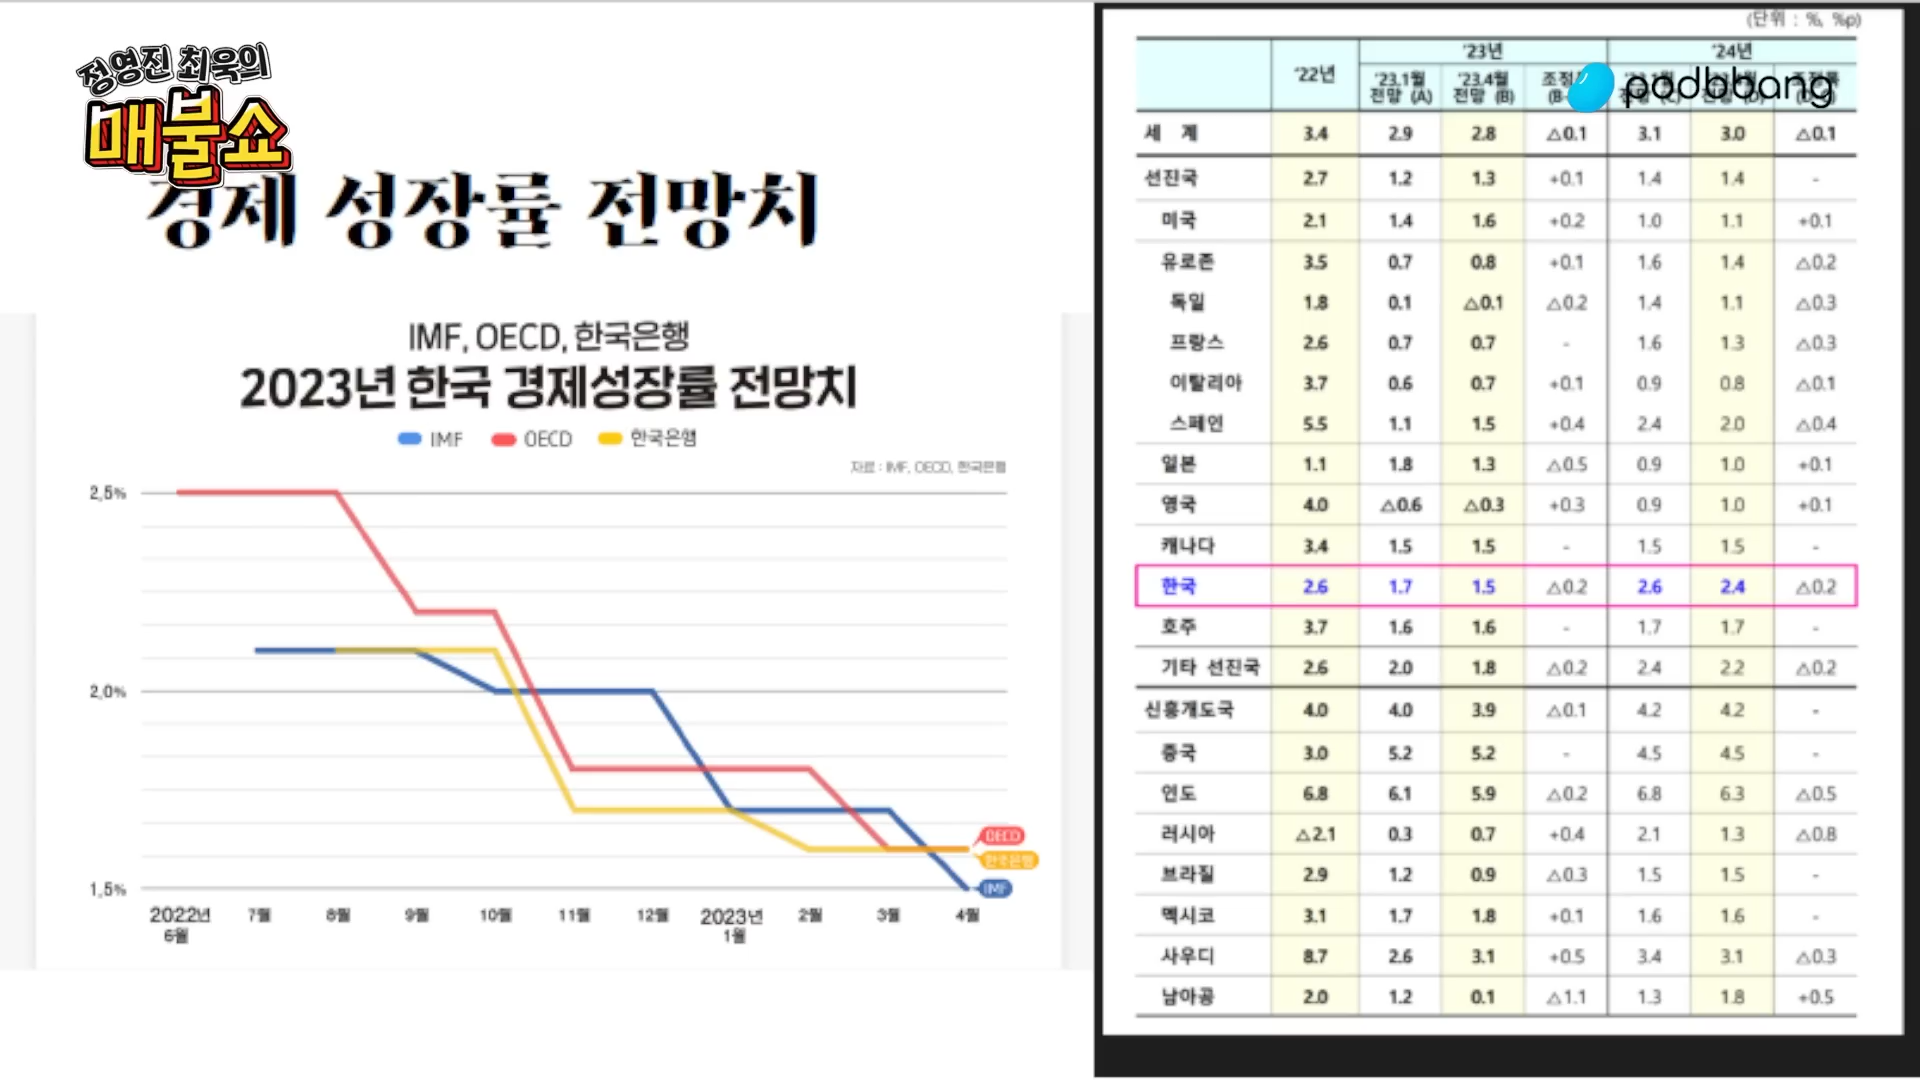 정영진 최욱의
매불쇼
경제 성장률 전망치
IMF, OECD, 한국은행
2023년 한국 경제성장률 전망치
IMF OECD 한국은행
자료 : IMF, OECD, 한국은행
2,5%
2,0%
1,5%
OECD
한국은행
IMF
2022년 7월 8월 9월 10월 11월 12월 2023년 2월 3월 4월
6월 1월
(단위 : %, %p)
'22년 '23년 '24년
'23.1월 '23.4월
전망 (A) 전망 (B)
podbbang
세 계 3.4 2.9 2.8 △0.1 3.1 3.0 △0.1
선진국 2.7 1.2 1.3 +0.1 1.4 1.4 -
미국 2.1 1.4 1.6 +0.2 1.0 1.1 +0.1
유로존 3.5 0.7 0.8 +0.1 1.6 1.4 △0.2
독일 1.8 0.1 △0.1 △0.2 1.4 1.1 △0.3
프랑스 2.6 0.7 0.7 - 1.6 1.3 △0.3
이탈리아 3.7 0.6 0.7 +0.1 0.9 0.8 △0.1
스페인 5.5 1.1 1.5 +0.4 2.4 2.0 △0.4
일본 1.1 1.8 1.3 △0.5 0.9 1.0 +0.1
영국 4.0 △0.6 △0.3 +0.3 0.9 1.0 +0.1
캐나다 3.4 1.5 1.5 - 1.5 1.5 -
한국 2.6 1.7 1.5 △0.2 2.6 2.4 △0.2
호주 3.7 1.6 1.6 - 1.7 1.7 -
기타 선진국 2.6 2.0 1.8 △0.2 2.4 2.2 △0.2
신흥개도국 4.0 4.0 3.9 △0.1 4.2 4.2 -
중국 3.0 5.2 5.2 - 4.5 4.5 -
인도 6.8 6.1 5.9 △0.2 6.8 6.3 △0.5
러시아 △2.1 0.3 0.7 +0.4 2.1 1.3 △0.8
브라질 2.9 1.2 0.9 △0.3 1.5 1.5 -
멕시코 3.1 1.7 1.8 +0.1 1.6 1.6 -
사우디 8.7 2.6 3.1 +0.5 3.4 3.1 △0.3
남아공 2.0 1.2 0.1 △1.1 1.3 1.8 +0.5